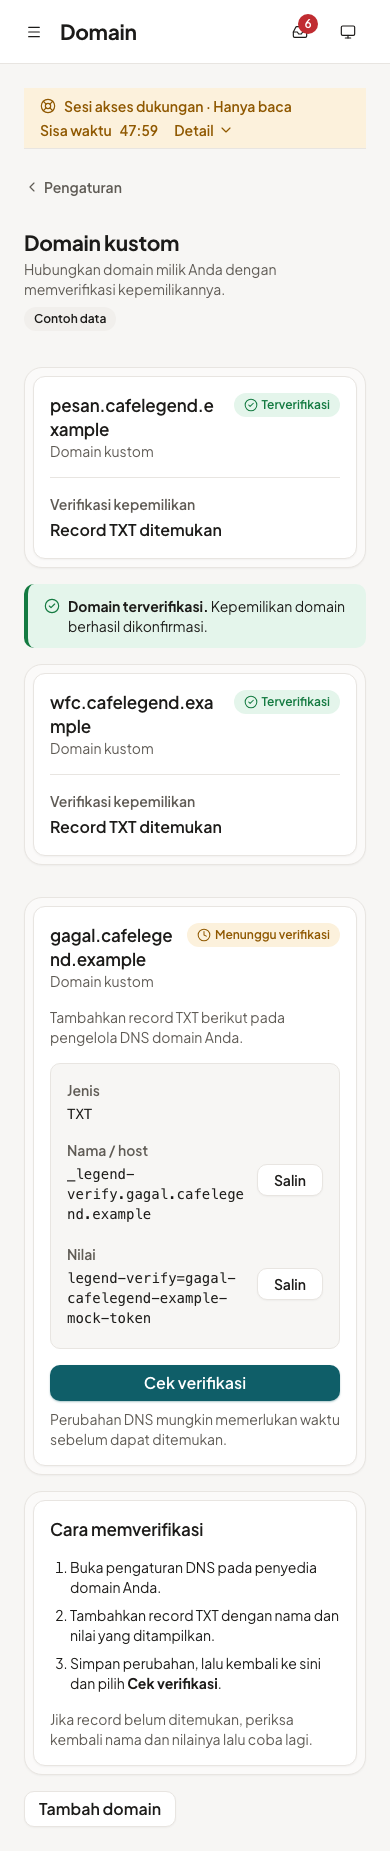 Domain
6
Sesi akses dukungan · Hanya baca
Sisa waktu 47:59 Detail
Pengaturan
Domain kustom
Hubungkan domain milik Anda dengan
memverifikasi kepemilikannya.
Contoh data
pesan.cafelegend.e
xample
Terverifikasi
Domain kustom
Verifikasi kepemilikan
Record TXT ditemukan
Domain terverifikasi. Kepemilikan domain
berhasil dikonfirmasi.
wfc.cafelegend.exa
mple
Terverifikasi
Domain kustom
Verifikasi kepemilikan
Record TXT ditemukan
gagal.cafelege
nd.example
Menunggu verifikasi
Domain kustom
Tambahkan record TXT berikut pada
pengelola DNS domain Anda.
Jenis
TXT
Nama / host
_legend-
verify.gagal.cafelege
nd.example
Salin
Nilai
legend-verify=gagal-
cafelegend-example-
mock-token
Salin
Cek verifikasi
Perubahan DNS mungkin memerlukan waktu
sebelum dapat ditemukan.
Cara memverifikasi
1. Buka pengaturan DNS pada penyedia
domain Anda.
2. Tambahkan record TXT dengan nama dan
nilai yang ditampilkan.
3. Simpan perubahan, lalu kembali ke sini
dan pilih Cek verifikasi.
Jika record belum ditemukan, periksa
kembali nama dan nilainya lalu coba lagi.
Tambah domain